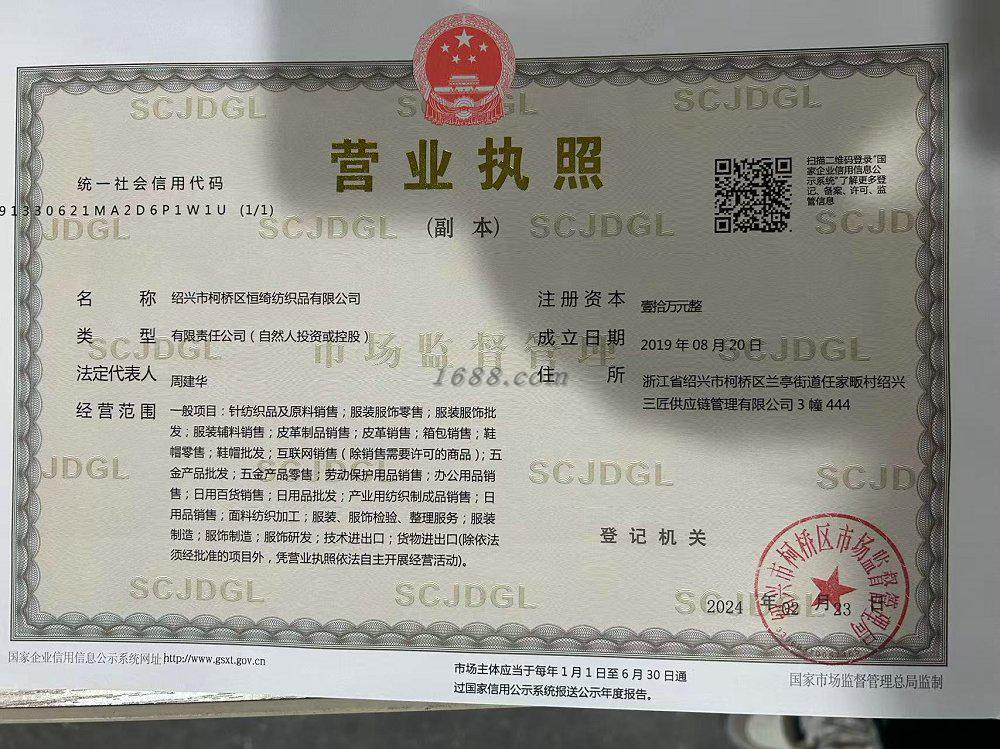 SCJDGL
SCJDGL
SCJDGL
营业执照
(副 本)
统一社会信用代码
91330621MA2D6P1W1U (1/1)
扫描二维码登录“国
家企业信用信息公
示系统”了解更多登
记、备案、许可、监
管信息
JDGL
SCJDGL
SCJDGL
SCJD
名 称 绍兴市柯桥区恒绮纺织品有限公司
类 型 有限责任公司（自然人投资或控股）
法定代表人 周建华
经营范围 一般项目：针纺织品及原料销售；服装服饰零售；服装服饰批
发；服装辅料销售；皮革制品销售；皮革销售；箱包销售；鞋
帽零售；鞋帽批发；互联网销售（除销售需要许可的商品）；五
金产品批发；五金产品零售；劳动保护用品销售；办公用品销
售；日用百货销售；日用品批发；产业用纺织制成品销售；日
用品销售；面料纺织加工；服装、服饰检验、整理服务；服装
制造；服饰制造；服饰研发；技术进出口；货物进出口(除依法
须经批准的项目外，凭营业执照依法自主开展经营活动)。
注册资本 壹拾万元整
成立日期 2019 年 08 月 20 日
住 所 浙江省绍兴市柯桥区兰亭街道任家畈村绍兴
三匠供应链管理有限公司 3 幢 444
SCJDGL
市场监督管理
SCJDGL
1688.com
JDGL
SCJDGL
SCJDGL
SCJD
登记机关
绍兴市柯桥区市场监督管理局
2024 年 02 月 23 日
SCJDGL
SCJDGL
国家企业信用信息公示系统网址http://www.gsxt.gov.cn
市场主体应当于每年 1 月 1 日至 6 月 30 日通
过国家信用公示系统报送公示年度报告。
国家市场监督管理总局监制